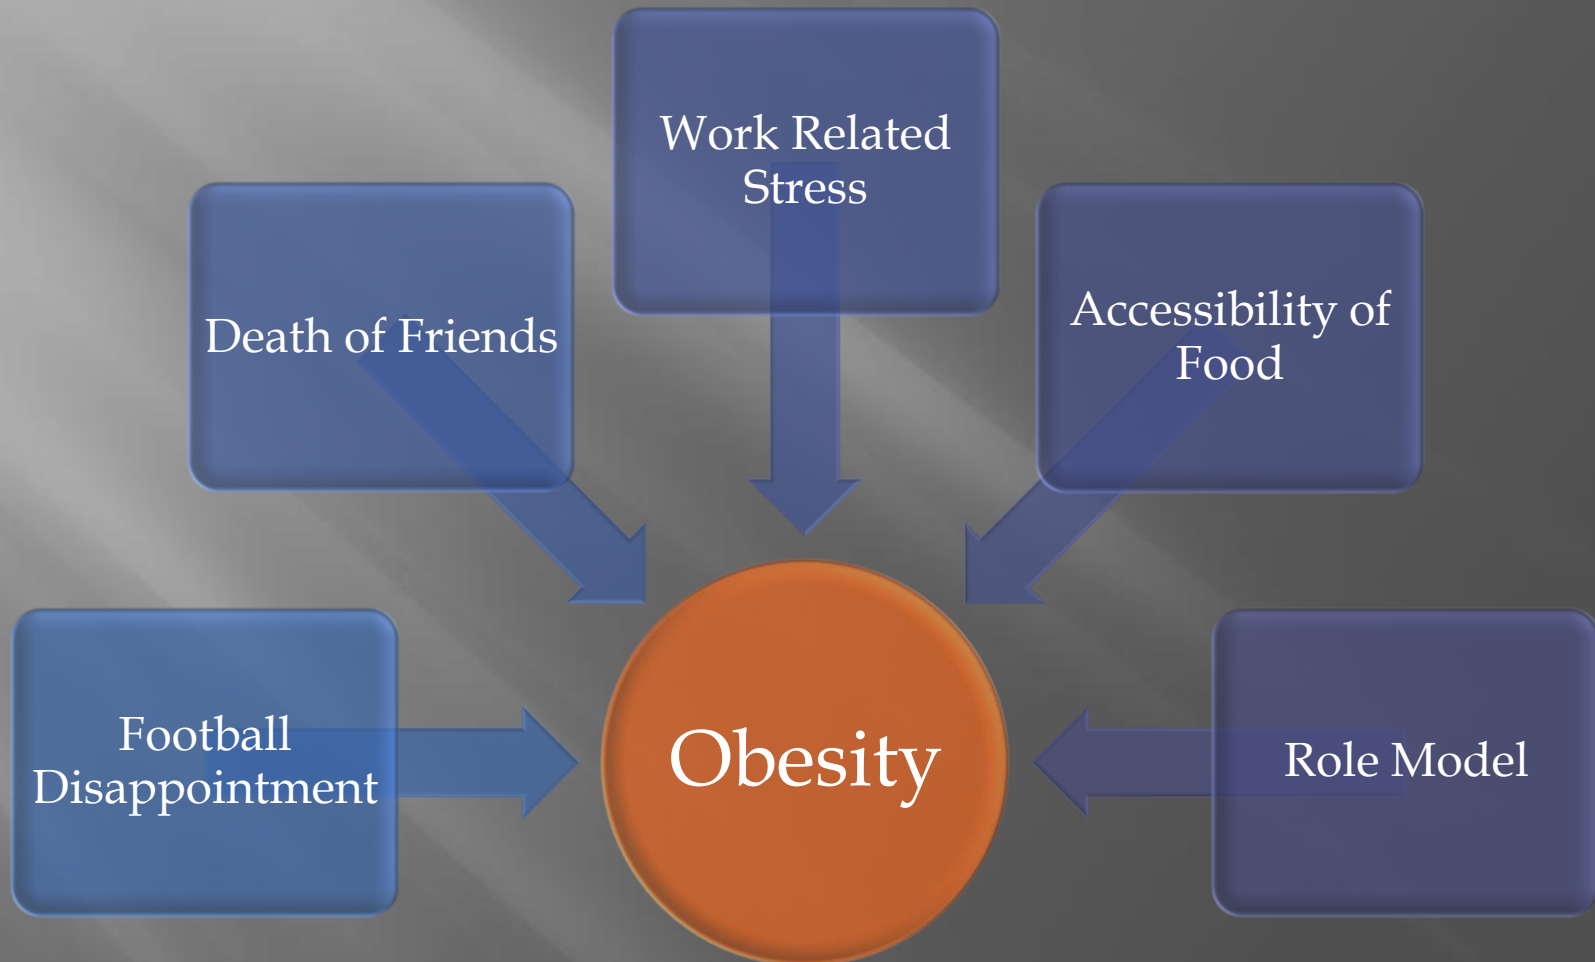 Work Related
Stress
Death of Friends
Accessibility of
Food
Football
Disappointment
Obesity
Role Model